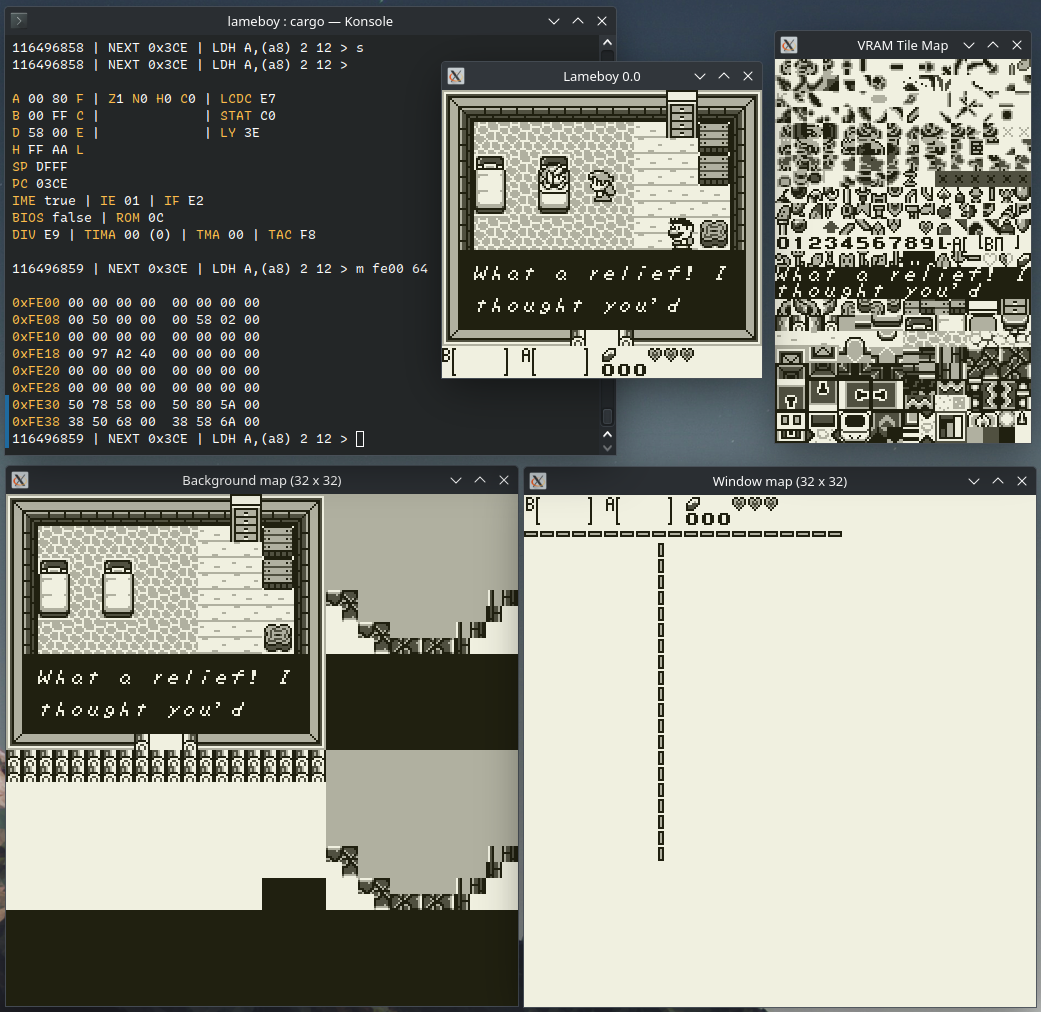 lameboy : cargo — Konsole
116496858 | NEXT 0x3CE | LDH A,(a8) 2 12 > s
116496858 | NEXT 0x3CE | LDH A,(a8) 2 12 >
A 00 80 F | Z1 N0 H0 C0 | LCDC E7
B 00 FF C | | STAT C0
D 58 00 E | | LY 3E
H FF AA L
SP DFFF
PC 03CE
IME true | IE 01 | IF E2
BIOS false | ROM 0C
DIV E9 | TIMA 00 (0) | TMA 00 | TAC F8
116496859 | NEXT 0x3CE | LDH A,(a8) 2 12 > m fe00 64
0xFE00 00 00 00 00 00 00 00 00
0xFE08 00 50 00 00 00 58 02 00
0xFE10 00 00 00 00 00 00 00 00
0xFE18 00 97 A2 40 00 00 00 00
0xFE20 00 00 00 00 00 00 00 00
0xFE28 00 00 00 00 00 00 00 00
0xFE30 50 78 58 00 50 80 5A 00
0xFE38 38 50 68 00 38 58 6A 00
116496859 | NEXT 0x3CE | LDH A,(a8) 2 12 >
Lameboy 0.0
What a relief! I
thought you'd
B[ ] A[ ]
000
VRAM Tile Map
0123456789
What a relief! I
thought you'd
Background map (32 x 32)
What a relief! I
thought you'd
Window map (32 x 32)
B[ ] A[ ]
000